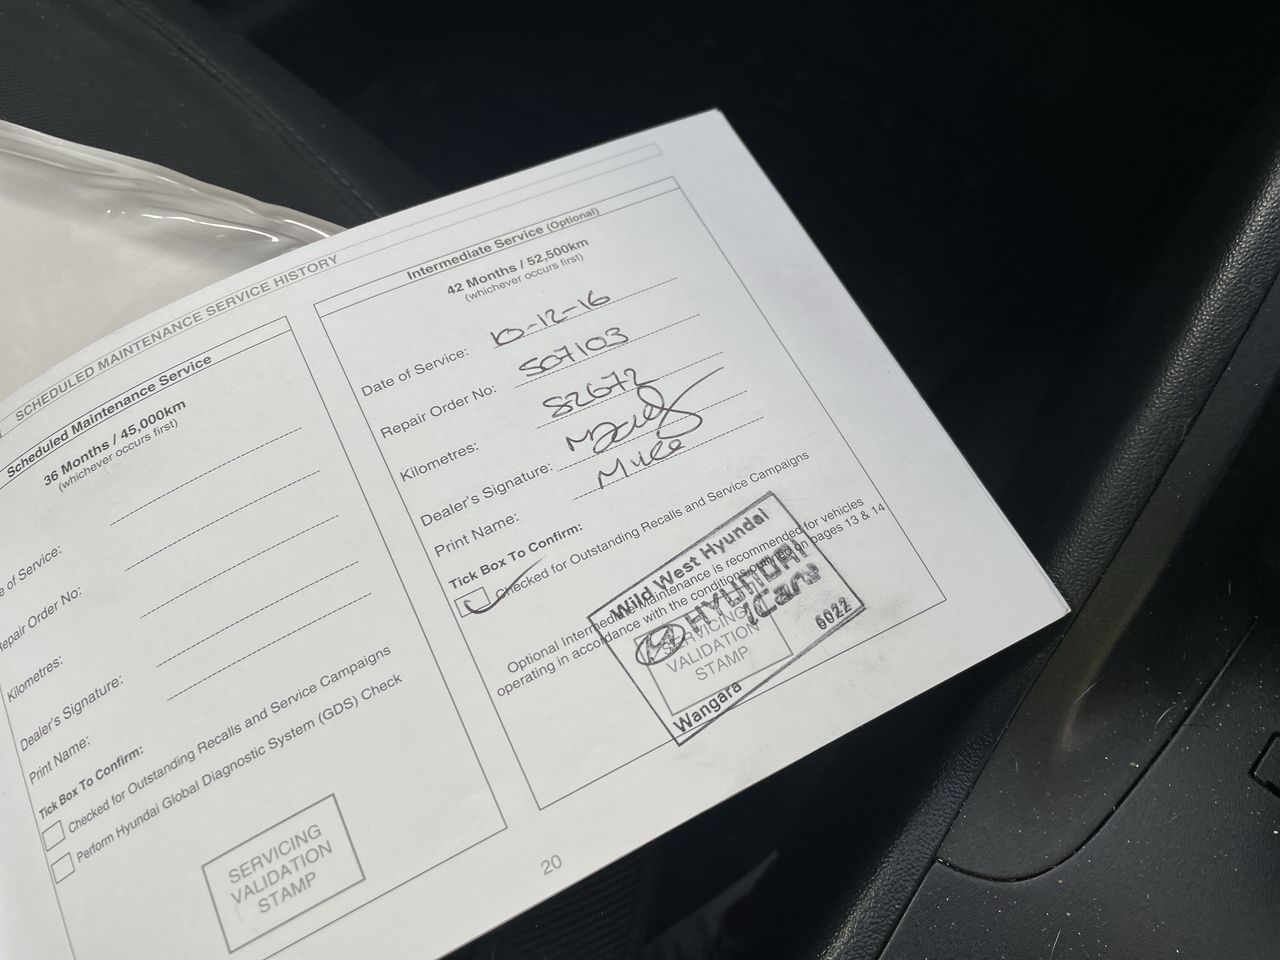 SCHEDULED MAINTENANCE SERVICE HISTORY
Scheduled Maintenance Service
36 Months / 45,000km
(whichever occurs first)
e of Service:
epair Order No:
Kilometres:
Dealer's Signature:
Print Name:
Tick Box To Confirm:
Checked for Outstanding Recalls and Service Campaigns
Perform Hyundai Global Diagnostic System (GDS) Check
SERVICING
VALIDATION
STAMP
Intermediate Service (Optional)
42 Months / 52,500km
(whichever occurs first)
Date of Service: 10-12-16
Repair Order No: 507103
Kilometres: 82672
Dealer's Signature:
Print Name:
Tick Box To Confirm:
Checked for Outstanding Recalls and Service Campaigns
Optional Intermediate Maintenance is recommended for vehicles
operating in accordance with the conditions outlined on pages 13 & 14
Wild West Hyundai
HYUNDAI
iCare
6022
Wangara
SERVICING
VALIDATION
STAMP
20